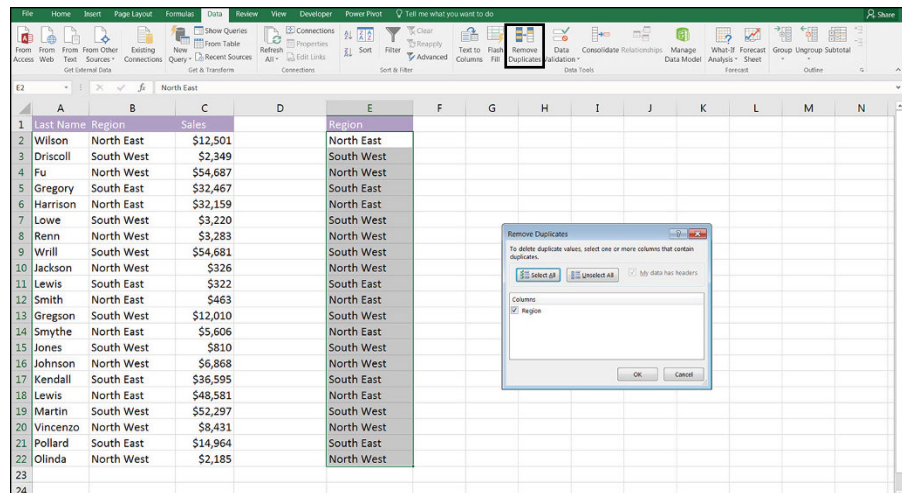 File Home Insert Page Layout Formulas Data Review View Developer Power Pivot Tell me what you want to do Share
From Access From Web From Text From Other Sources Existing Connections New Query Show Queries From Table Recent Sources Refresh All Connections Properties Edit Links Sort Filter Clear Reapply Advanced Text to Columns Flash Fill Remove Duplicates Data Validation Consolidate Relationships Manage Data Model What-If Analysis Forecast Sheet Group Ungroup Subtotal
Get External Data Get & Transform Connections Sort & Filter Data Tools Forecast Outline
E2 fx North East
A B C D E F G H I J K L M N
1 Last Name Region Sales Region
2 Wilson North East $12,501 North East
3 Driscoll South West $2,349 South West
4 Fu North West $54,687 North West
5 Gregory South East $32,467 South East
6 Harrison North East $32,159 North East
7 Lowe South West $3,220 South West
8 Renn North West $3,283 North West
9 Wrill South West $54,681 South West
10 Jackson North West $326 North West
11 Lewis South East $322 South East
12 Smith North East $463 North East
13 Gregson South West $12,010 South West
14 Smythe North East $5,606 North East
15 Jones South West $810 South West
16 Johnson North West $6,868 North West
17 Kendall South East $36,595 South East
18 Lewis North East $48,581 North East
19 Martin South West $52,297 South West
20 Vincenzo North West $8,431 North West
21 Pollard South East $14,964 South East
22 Olinda North West $2,185 North West
23
24
Remove Duplicates
To delete duplicate values, select one or more columns that contain
duplicates.
Select All Unselect All My data has headers
Columns
Region
OK Cancel